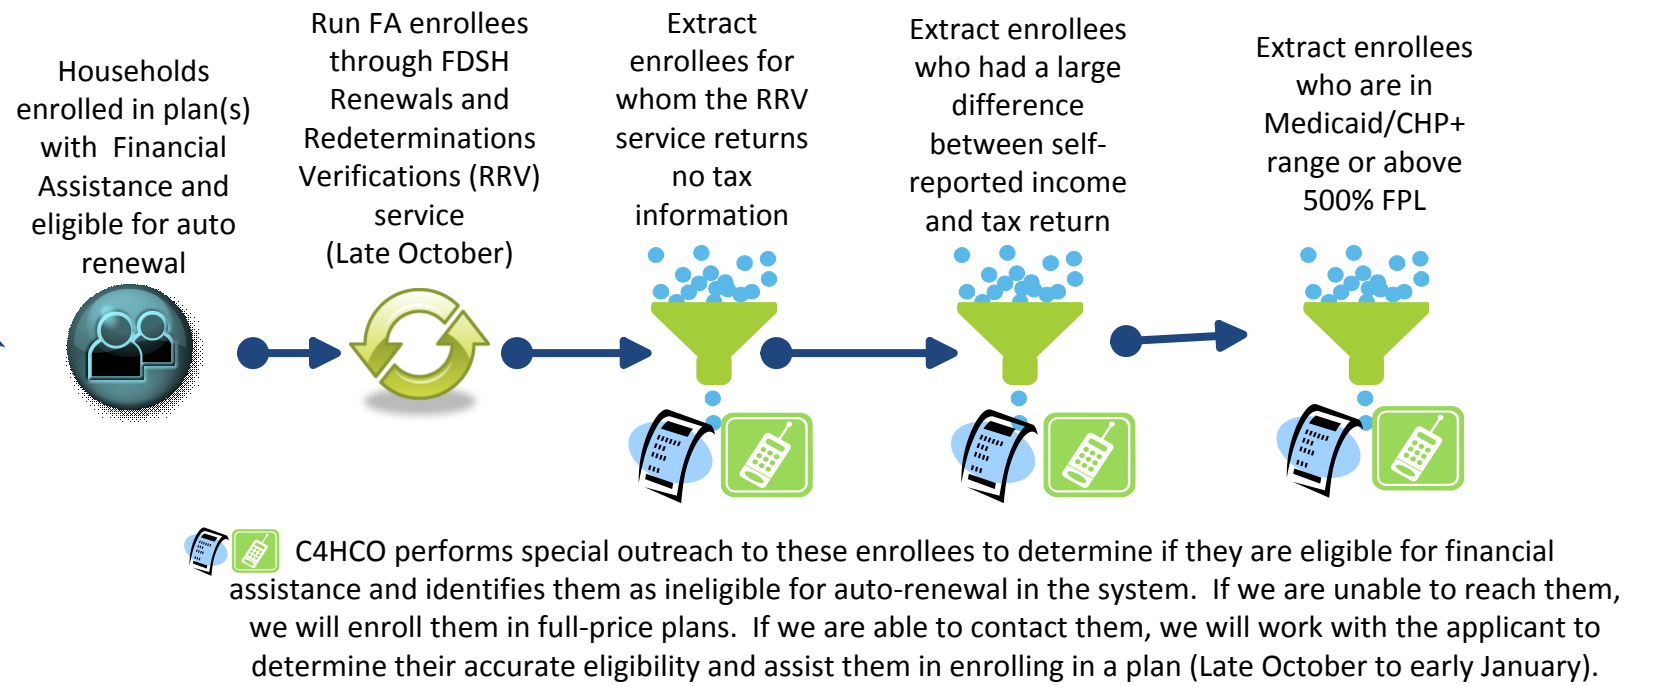 Households
enrolled in plan(s)
with Financial
Assistance and
eligible for auto
renewal
Run FA enrollees
through FDSH
Renewals and
Redeterminations
Verifications (RRV)
service
(Late October)
Extract
enrollees for
whom the RRV
service returns
no tax
information
Extract enrollees
who had a large
difference
between self-
reported income
and tax return
Extract enrollees
who are in
Medicaid/CHP+
range or above
500% FPL
C4HCO performs special outreach to these enrollees to determine if they are eligible for financial
assistance and identifies them as ineligible for auto-renewal in the system. If we are unable to reach them,
we will enroll them in full-price plans. If we are able to contact them, we will work with the applicant to
determine their accurate eligibility and assist them in enrolling in a plan (Late October to early January).